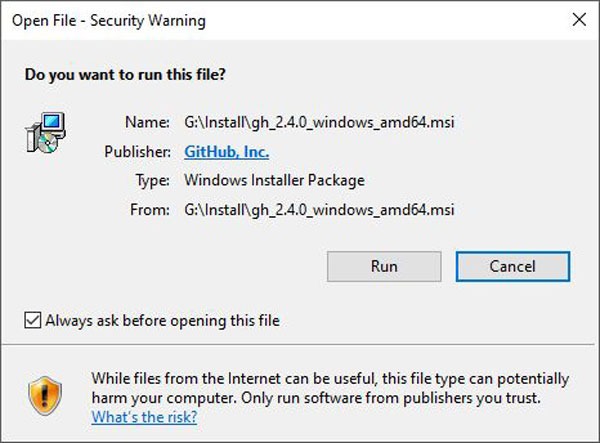 Open File - Security Warning
Do you want to run this file?
Name: G:\Install\gh_2.4.0_windows_amd64.msi
Publisher: GitHub, Inc.
Type: Windows Installer Package
From: G:\Install\gh_2.4.0_windows_amd64.msi
Run Cancel
Always ask before opening this file
While files from the Internet can be useful, this file type can potentially
harm your computer. Only run software from publishers you trust.
What's the risk?